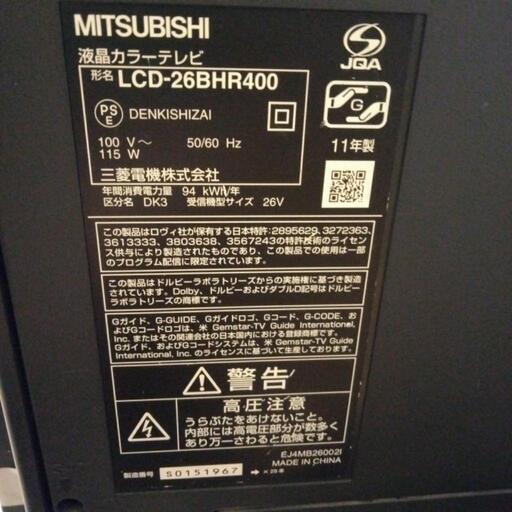 MITSUBISHI
液晶カラーテレビ
形名 LCD-26BHR400
JQA
PS
E
DENKISHIZAI
G
100 V～ 50/60 Hz
115 W
11年製
三菱電機株式会社
年間消費電力量 94 kWh/年
区分名 DK3 受信機型サイズ 26V
この製品はロヴィ社が保有する日本特許：2895629,3272363,
3613333、3803638、3567243の特許技術のライセン
ス供与により製造されたものであり、この製品での使用は一部
のプログラム配信に限定されています。
この製品は、ドルビーラボラトリーズからの実施権に基づき製造
されています。Dolby、ドルビーおよびダブルD記号はドルビー
ラボラトリーズの商標です。
Gガイド、G-GUIDE、Gガイドロゴ、Gコード、G-CODE、およ
びGコードロゴは、米 Gemstar-TV Guide International,
Inc. またはその関連会社の日本国内における登録商標です。
Gガイド、およびGコードシステムは、米 Gemstar-TV Guide
International, Inc. のライセンスに基づいて生産しております。
警告
高圧注意
うらぶたをあけないこと。
内部には高電圧部分が数多く
あり万一さわると危険です。
EJ4MB26002I
製造番号 S0151967
MADE IN CHINA